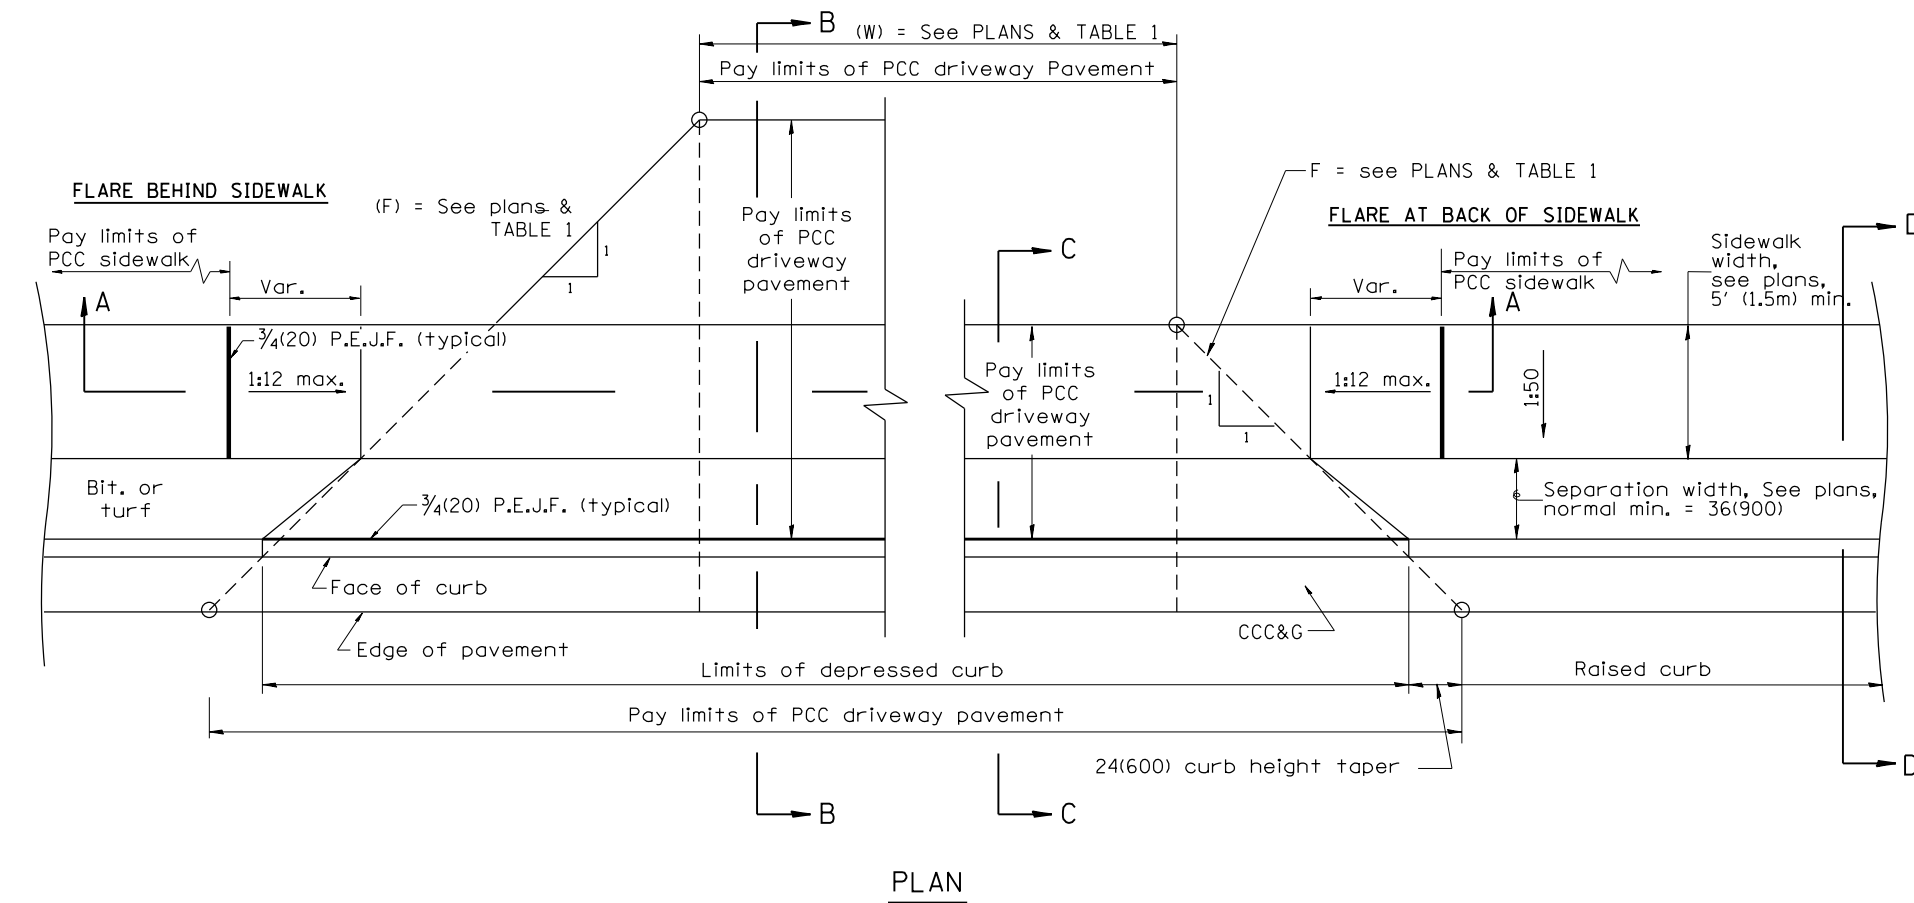 B
(W) = See PLANS & TABLE 1
Pay limits of PCC driveway Pavement
FLARE BEHIND SIDEWALK
(F) = See plans &
TABLE 1
1
1
Pay limits of
PCC sidewalk
Var.
A
3/4(20) P.E.J.F. (typical)
1:12 max.
Pay limits
of PCC
driveway
pavement
C
F = see PLANS & TABLE 1
FLARE AT BACK OF SIDEWALK
D
Pay limits of
PCC sidewalk
Var.
A
Sidewalk
width,
see plans,
5' (1.5m) min.
Pay limits
of PCC
driveway
pavement
1
1
1:12 max.
1:50
Bit. or
turf
3/4(20) P.E.J.F. (typical)
Separation width, See plans,
normal min. = 36(900)
Face of curb
CCC&G
Edge of pavement
Limits of depressed curb
Raised curb
Pay limits of PCC driveway pavement
24(600) curb height taper
D
B
C
PLAN